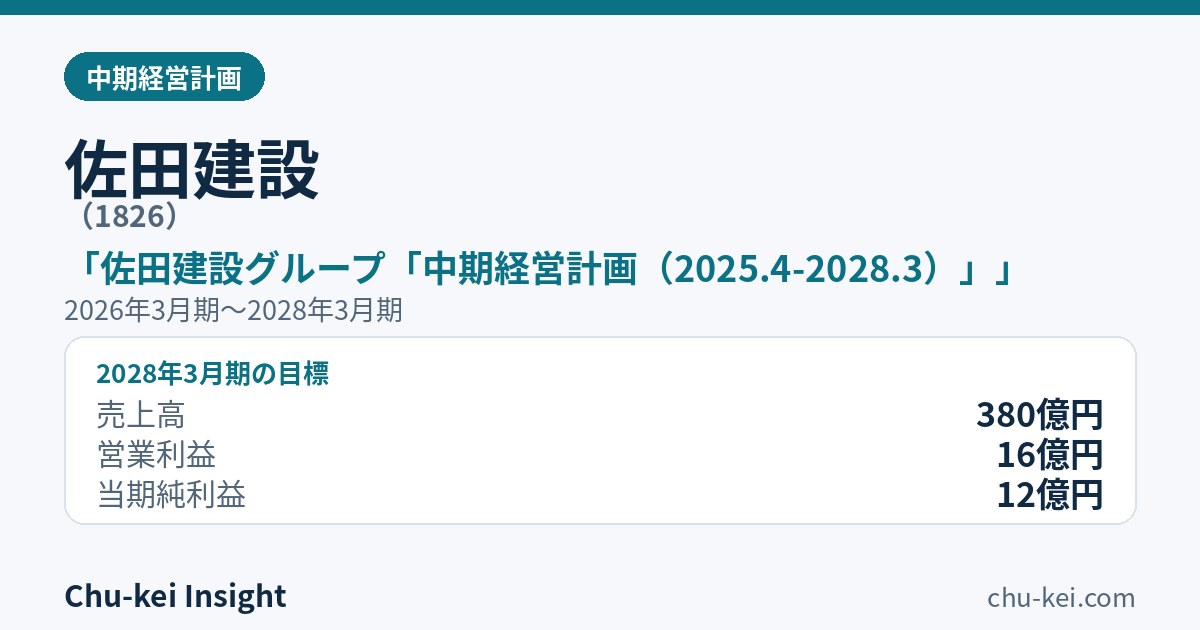 中期経営計画
佐田建設
（1826）
「佐田建設グループ「中期経営計画（2025.4-2028.3）」」
2026年3月期～2028年3月期
2028年3月期の目標
売上高 380億円
営業利益 16億円
当期純利益 12億円
Chu-kei Insight chu-kei.com